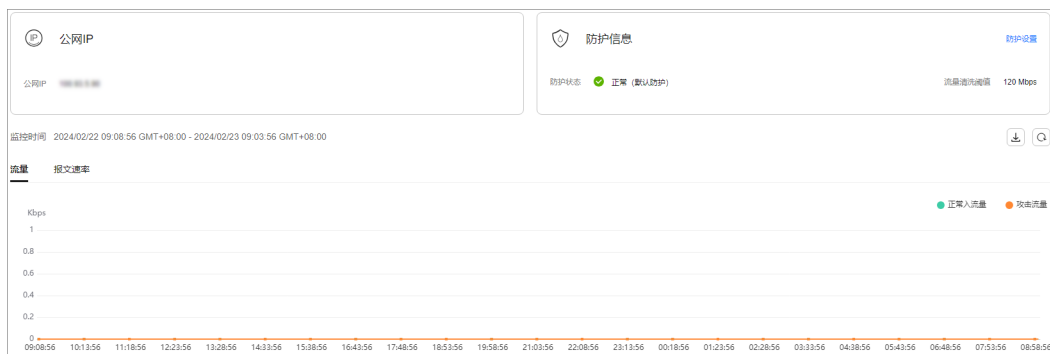 IP 公网IP
防护信息 防护设置
公网IP
防护状态 正常 (默认防护) 流量清洗阈值 120 Mbps
监控时间 2024/02/22 09:08:56 GMT+08:00 - 2024/02/23 09:03:56 GMT+08:00
流量 报文速率
正常入流量 攻击流量
Kbps
1
0.8
0.6
0.4
0.2
0
09:08:56 10:13:56 11:18:56 12:23:56 13:28:56 14:33:56 15:38:56 16:43:56 17:48:56 18:53:56 19:58:56 21:03:56 22:08:56 23:13:56 00:18:56 01:23:56 02:28:56 03:33:56 04:38:56 05:43:56 06:48:56 07:53:56 08:58:56